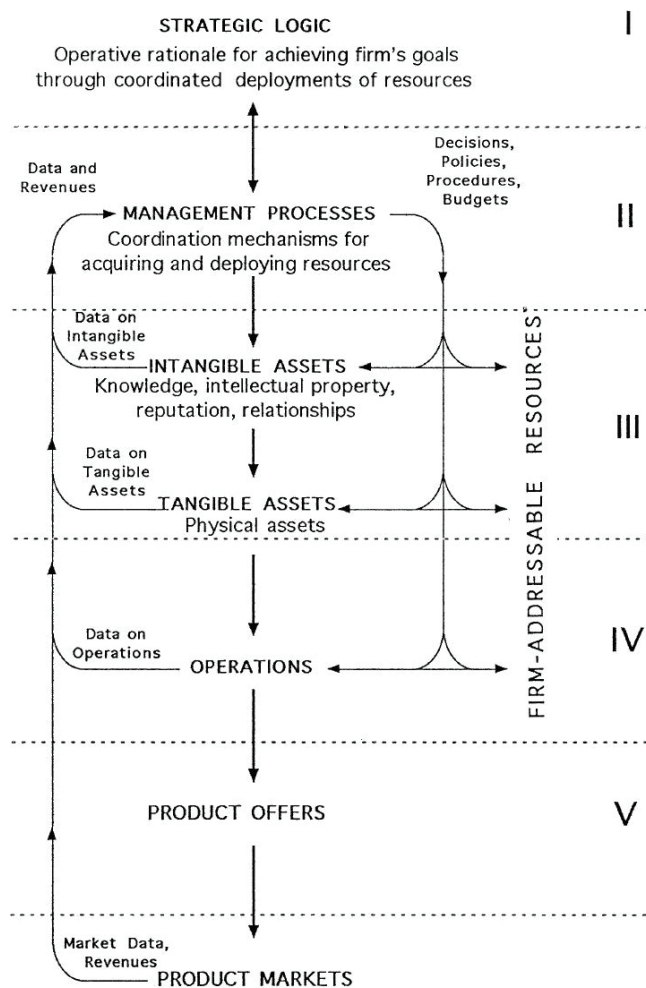 STRATEGIC LOGIC
I
Operative rationale for achieving firm's goals
through coordinated deployments of resources
Data and
Revenues
Decisions,
Policies,
Procedures,
Budgets
MANAGEMENT PROCESSES
II
Coordination mechanisms for
acquiring and deploying resources
Data on
Intangible
Assets
INTANGIBLE ASSETS
Knowledge, intellectual property,
reputation, relationships
III
Data on
Tangible
Assets
TANGIBLE ASSETS
Physical assets
FIRM-ADDRESSABLE RESOURCES
Data on
Operations
OPERATIONS
IV
PRODUCT OFFERS
V
Market Data,
Revenues
PRODUCT MARKETS